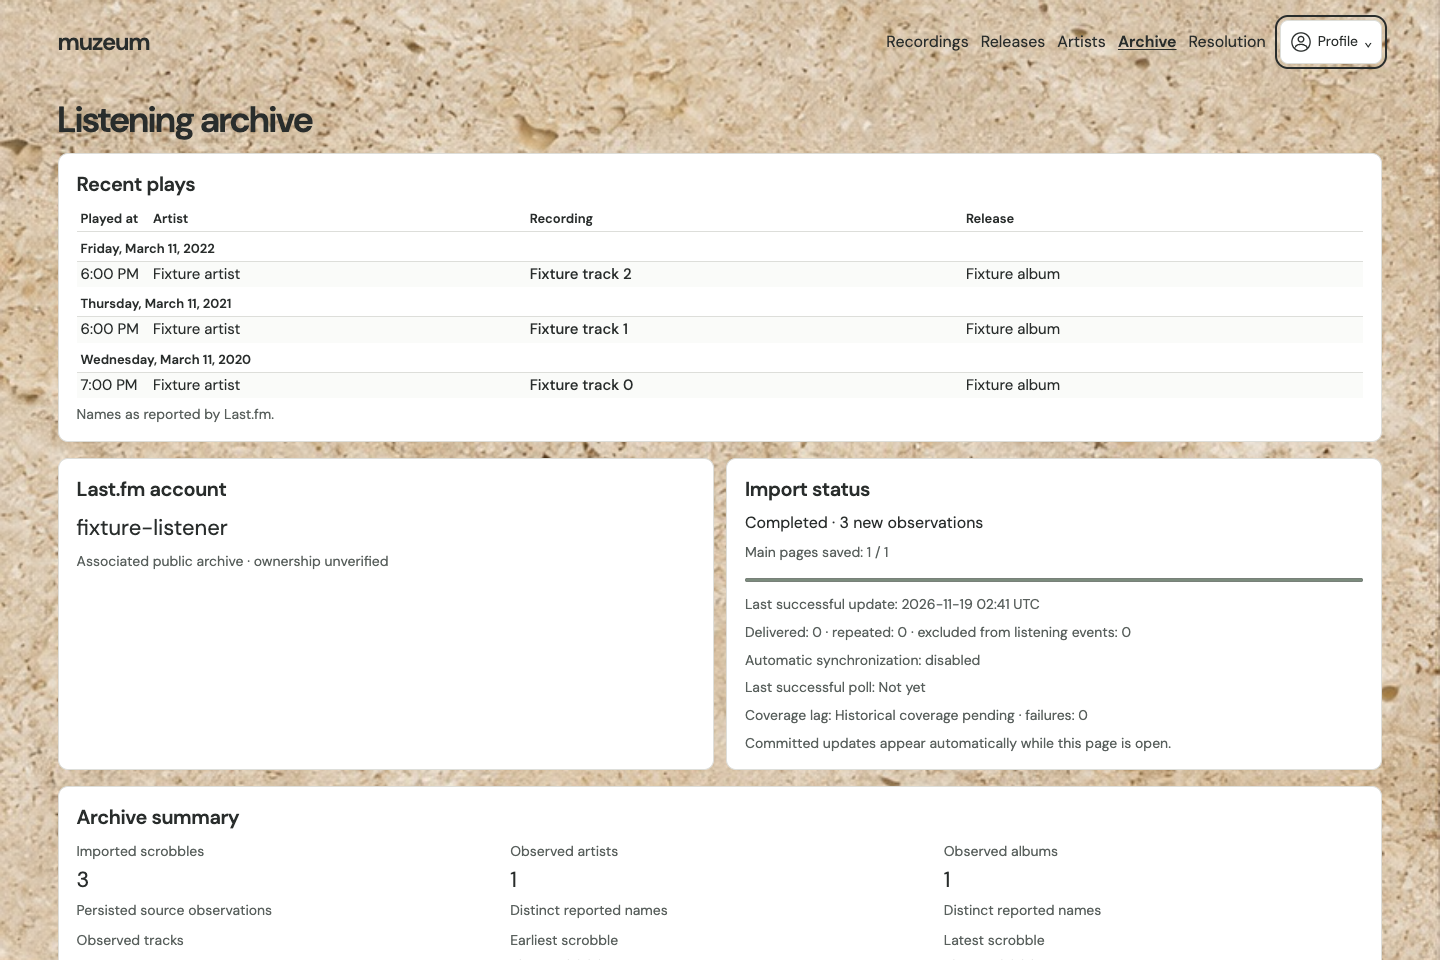 muzeum
Recordings Releases Artists Archive Resolution Profile
Listening archive
Recent plays
Played at Artist Recording Release
Friday, March 11, 2022
6:00 PM Fixture artist Fixture track 2 Fixture album
Thursday, March 11, 2021
6:00 PM Fixture artist Fixture track 1 Fixture album
Wednesday, March 11, 2020
7:00 PM Fixture artist Fixture track 0 Fixture album
Names as reported by Last.fm.
Last.fm account
fixture-listener
Associated public archive · ownership unverified
Import status
Completed · 3 new observations
Main pages saved: 1 / 1
Last successful update: 2026-11-19 02:41 UTC
Delivered: 0 · repeated: 0 · excluded from listening events: 0
Automatic synchronization: disabled
Last successful poll: Not yet
Coverage lag: Historical coverage pending · failures: 0
Committed updates appear automatically while this page is open.
Archive summary
Imported scrobbles Observed artists Observed albums
3 1 1
Persisted source observations Distinct reported names Distinct reported names
Observed tracks Earliest scrobble Latest scrobble